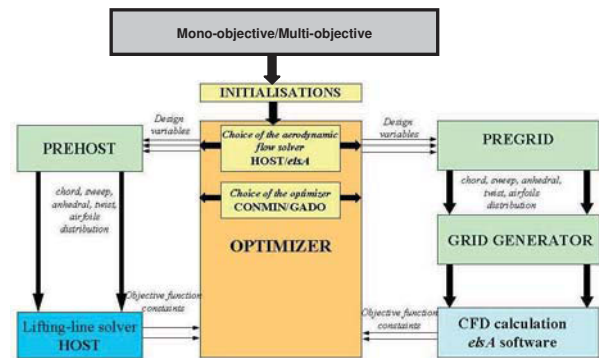 Mono-objective/Multi-objective
INITIALISATIONS
Design
variables
Choice of the aerodynamic
flow solver
HOST/elsA
Design
variables
PREHOST
PREGRID
chord, sweep,
anhedral, twist,
airfoils
distribution
Choice of the optimizer
CONMIN/GADO
chord, sweep, anhedral,
twist, airfoils
distribution
OPTIMIZER
GRID GENERATOR
Objective function
constaints
Objective function
constaints
Lifting-line solver
HOST
CFD calculation
elsA software